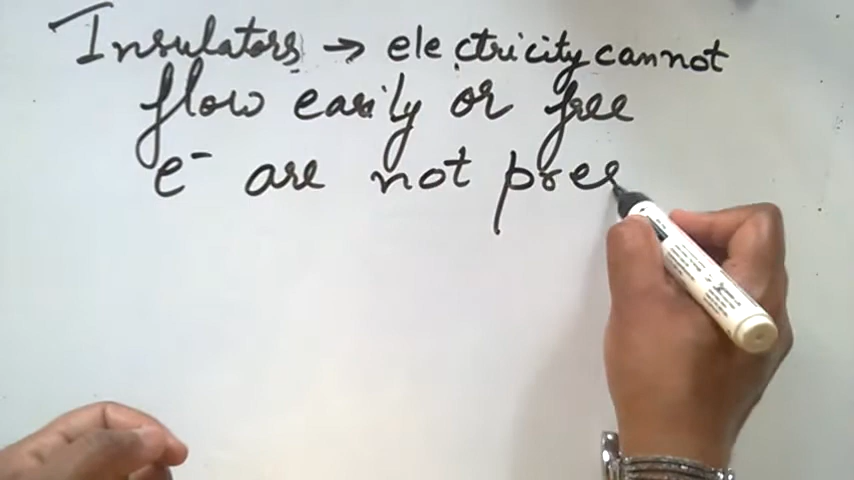 Insulators → electricity cannot
flow easily or free
e⁻ are not pres